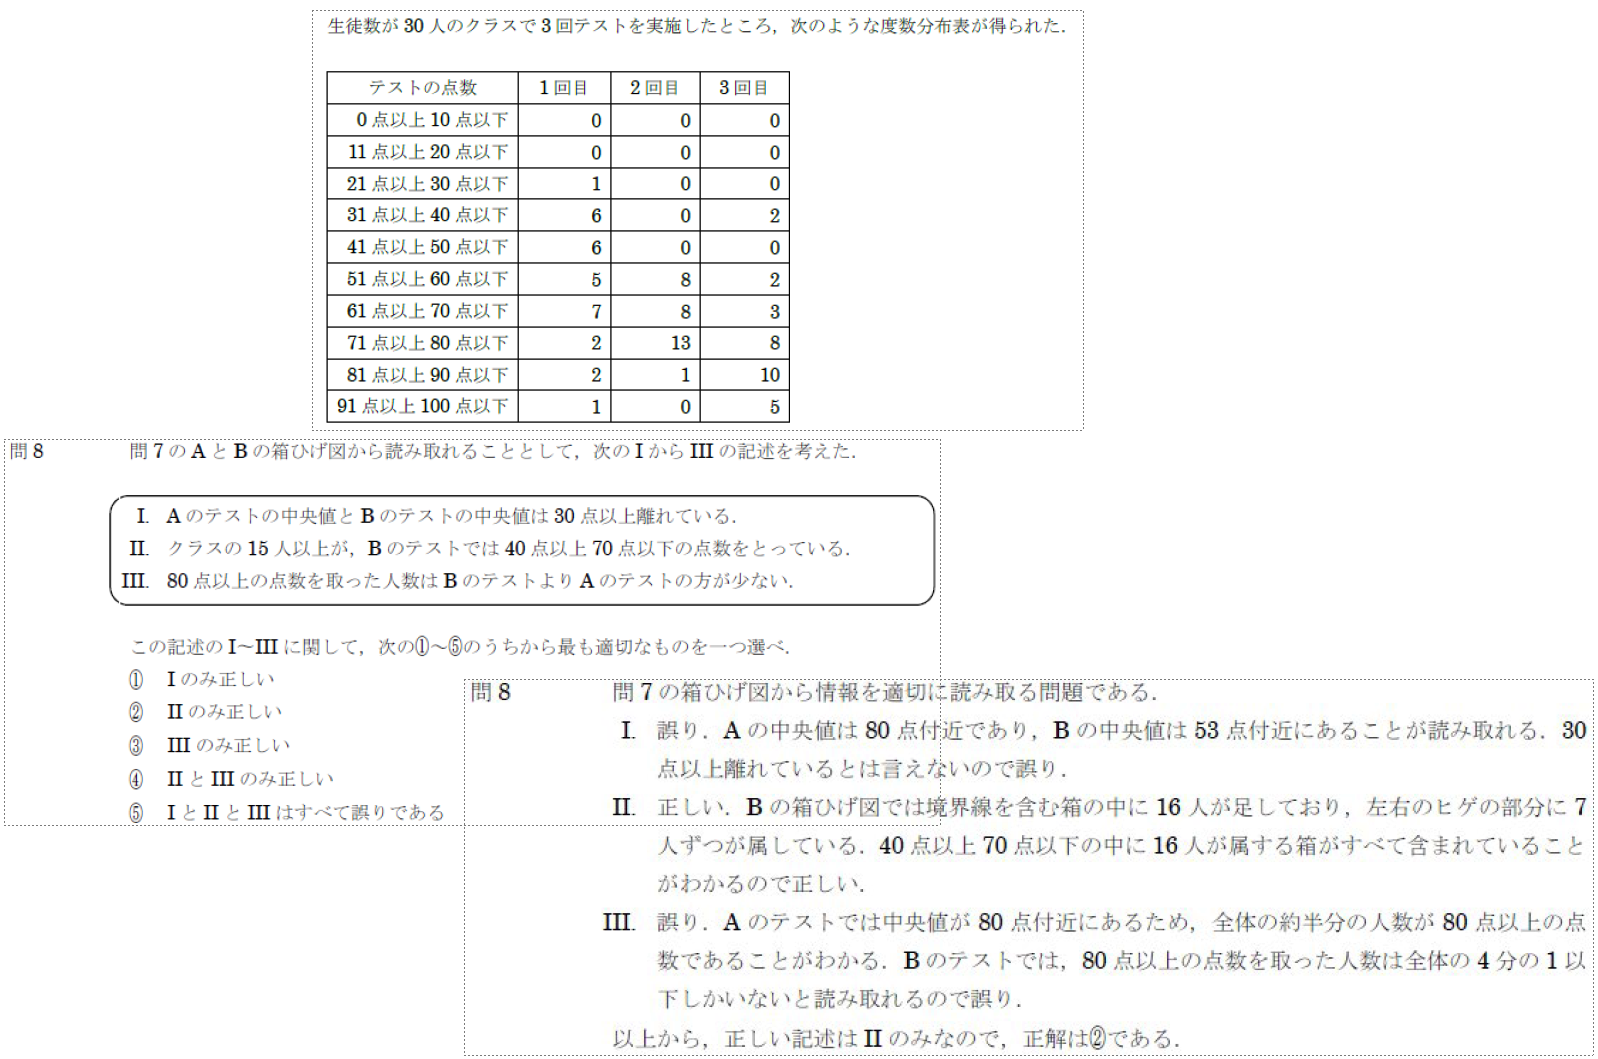 生徒数が 30 人のクラスで 3 回テストを実施したところ，次のような度数分布表が得られた．
テストの点数 1 回目 2 回目 3 回目
0 点以上 10 点以下 0 0 0
11 点以上 20 点以下 0 0 0
21 点以上 30 点以下 1 0 0
31 点以上 40 点以下 6 0 2
41 点以上 50 点以下 6 0 0
51 点以上 60 点以下 5 8 2
61 点以上 70 点以下 7 8 3
71 点以上 80 点以下 2 13 8
81 点以上 90 点以下 2 1 10
91 点以上 100 点以下 1 0 5
問 8 問 7 の A と B の箱ひげ図から読み取れることとして，次の I から III の記述を考えた．
I. A のテストの中央値と B のテストの中央値は 30 点以上離れている．
II. クラスの 15 人以上が，B のテストでは 40 点以上 70 点以下の点数をとっている．
III. 80 点以上の点数を取った人数は B のテストより A のテストの方が少ない．
この記述の I～III に関して，次の①～⑤のうちから最も適切なものを一つ選べ．
① I のみ正しい
② II のみ正しい
③ III のみ正しい
④ II と III のみ正しい
⑤ I と II と III はすべて誤りである
問 8 問 7 の箱ひげ図から情報を適切に読み取る問題である．
I. 誤り．A の中央値は 80 点付近であり，B の中央値は 53 点付近にあることが読み取れる．30
点以上離れているとは言えないので誤り．
II. 正しい．B の箱ひげ図では境界線を含む箱の中に 16 人が足しており，左右のヒゲの部分に 7
人ずつが属している．40 点以上 70 点以下の中に 16 人が属する箱がすべて含まれていること
がわかるので正しい．
III. 誤り．A のテストでは中央値が 80 点付近にあるため，全体の約半分の人数が 80 点以上の点
数であることがわかる．B のテストでは，80 点以上の点数を取った人数は全体の 4 分の 1 以
下しかいないと読み取れるので誤り．
以上から，正しい記述は II のみなので，正解は②である．